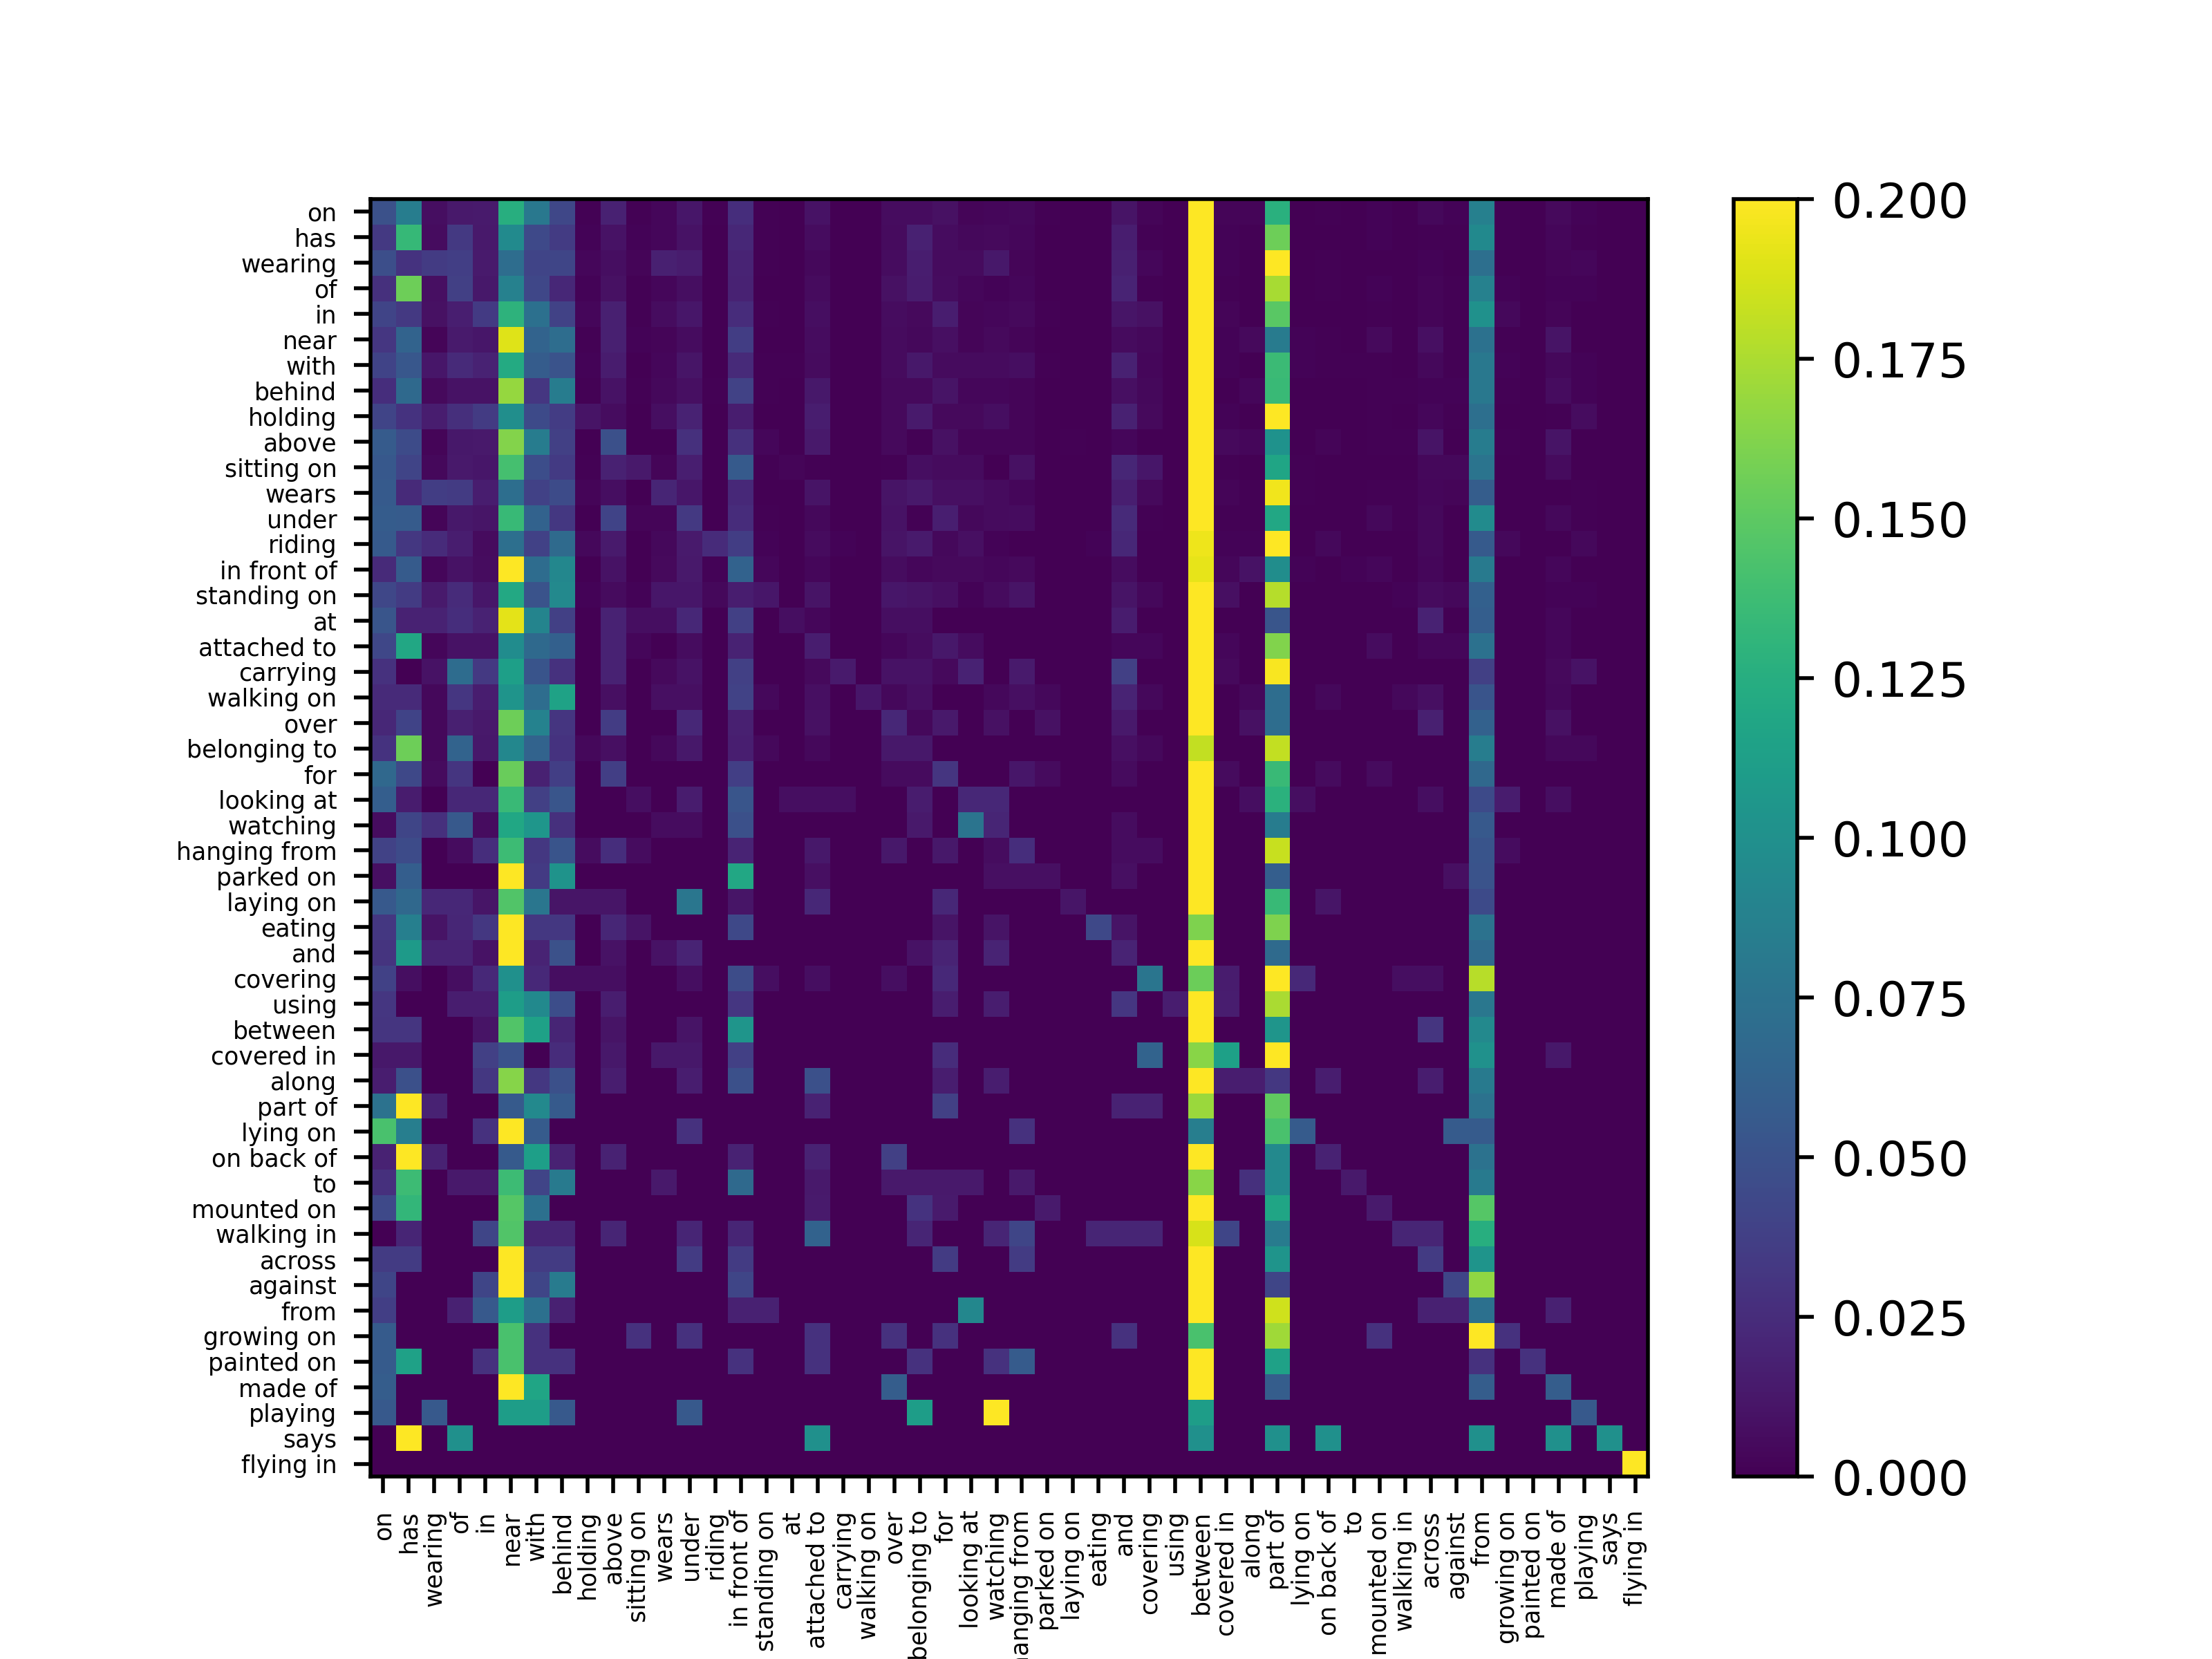 on
has
wearing
of
in
near
with
behind
holding
above
sitting on
wears
under
riding
in front of
standing on
at
attached to
carrying
walking on
over
belonging to
for
looking at
watching
hanging from
parked on
laying on
eating
and
covering
using
between
covered in
along
part of
lying on
on back of
to
mounted on
walking in
across
against
from
growing on
painted on
made of
playing
says
flying in
on
has
wearing
of
in
near
with
behind
holding
above
sitting on
wears
under
riding
in front of
standing on
at
attached to
carrying
walking on
over
belonging to
for
looking at
watching
anging from
parked on
laying on
eating
and
covering
using
between
covered in
along
part of
lying on
on back of
to
mounted on
walking in
across
against
from
growing on
painted on
made of
playing
says
flying in
0.200
0.175
0.150
0.125
0.100
0.075
0.050
0.025
0.000